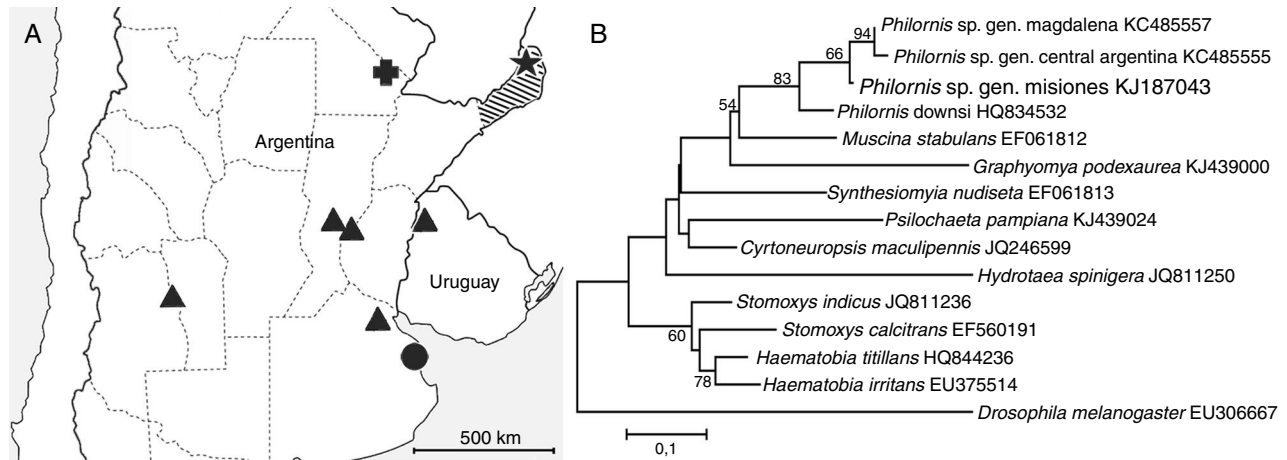 A
Argentina
Uruguay
500 km
B
94
Philornis sp. gen. magdalena KC485557
66
Philornis sp. gen. central argentina KC485555
83
Philornis sp. gen. misiones KJ187043
54
Philornis downsi HQ834532
Muscina stabulans EF061812
Graphyomya podexaurea KJ439000
Synthesiomyia nudiseta EF061813
Psilochaeta pampiana KJ439024
Cyrtoneuropsis maculipennis JQ246599
Hydrotaea spinigera JQ811250
Stomoxys indicus JQ811236
60
Stomoxys calcitrans EF560191
Haematobia titillans HQ844236
78
Haematobia irritans EU375514
Drosophila melanogaster EU306667
0,1